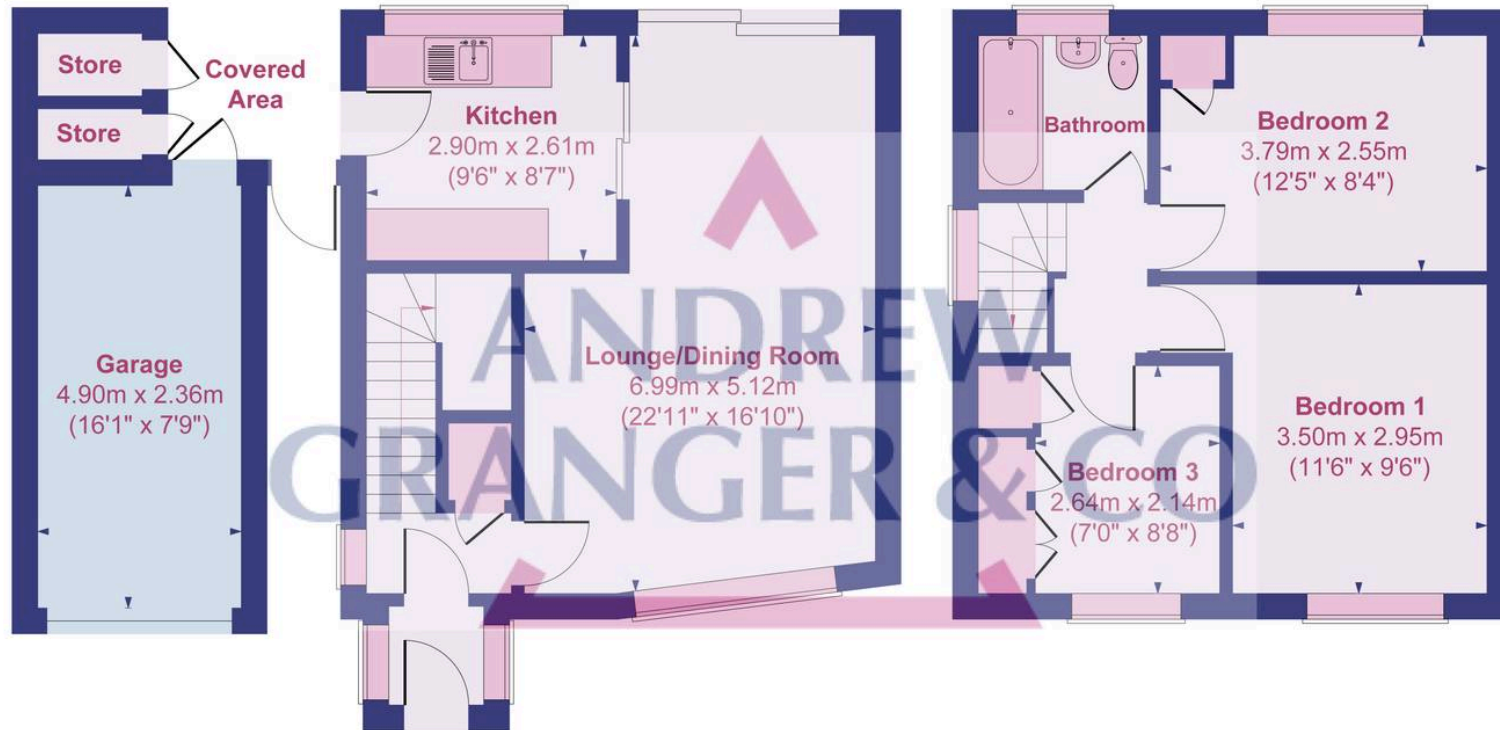 Store
Covered
Area
Store
Garage
4.90m x 2.36m
(16'1" x 7'9")
Kitchen
2.90m x 2.61m
(9'6" x 8'7")
Lounge/Dining Room
6.99m x 5.12m
(22'11" x 16'10")
Bathroom
Bedroom 2
3.79m x 2.55m
(12'5" x 8'4")
Bedroom 1
3.50m x 2.95m
(11'6" x 9'6")
Bedroom 3
2.64m x 2.14m
(7'0" x 8'8")
ANDREW
GRANGER & CO